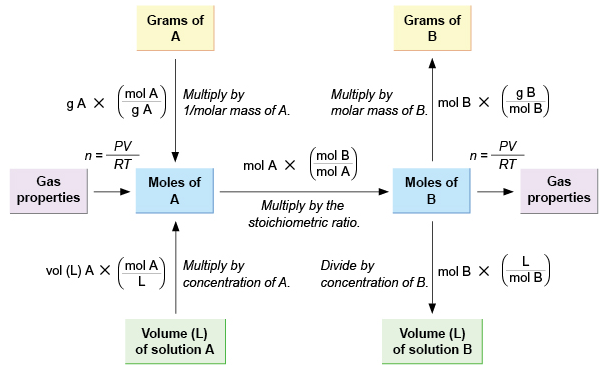 Grams of
A
Grams of
B
g A × (mol A / g A)
Multiply by
1/molar mass of A.
Multiply by
molar mass of B.
mol B × (g B / mol B)
n = PV / RT
mol A × (mol B / mol A)
n = PV / RT
Gas
properties
Moles of
A
Multiply by the
stoichiometric ratio.
Moles of
B
Gas
properties
vol (L) A × (mol A / L)
Multiply by
concentration of A.
Divide by
concentration of B.
mol B × (L / mol B)
Volume (L)
of solution A
Volume (L)
of solution B